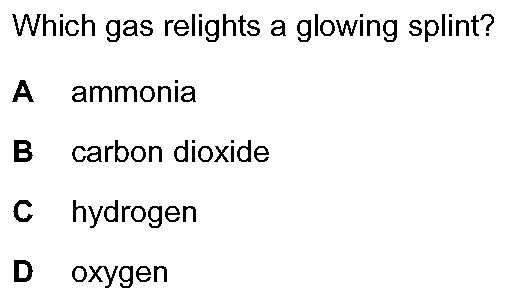 Which gas relights a glowing splint?
A ammonia
B carbon dioxide
C hydrogen
D oxygen